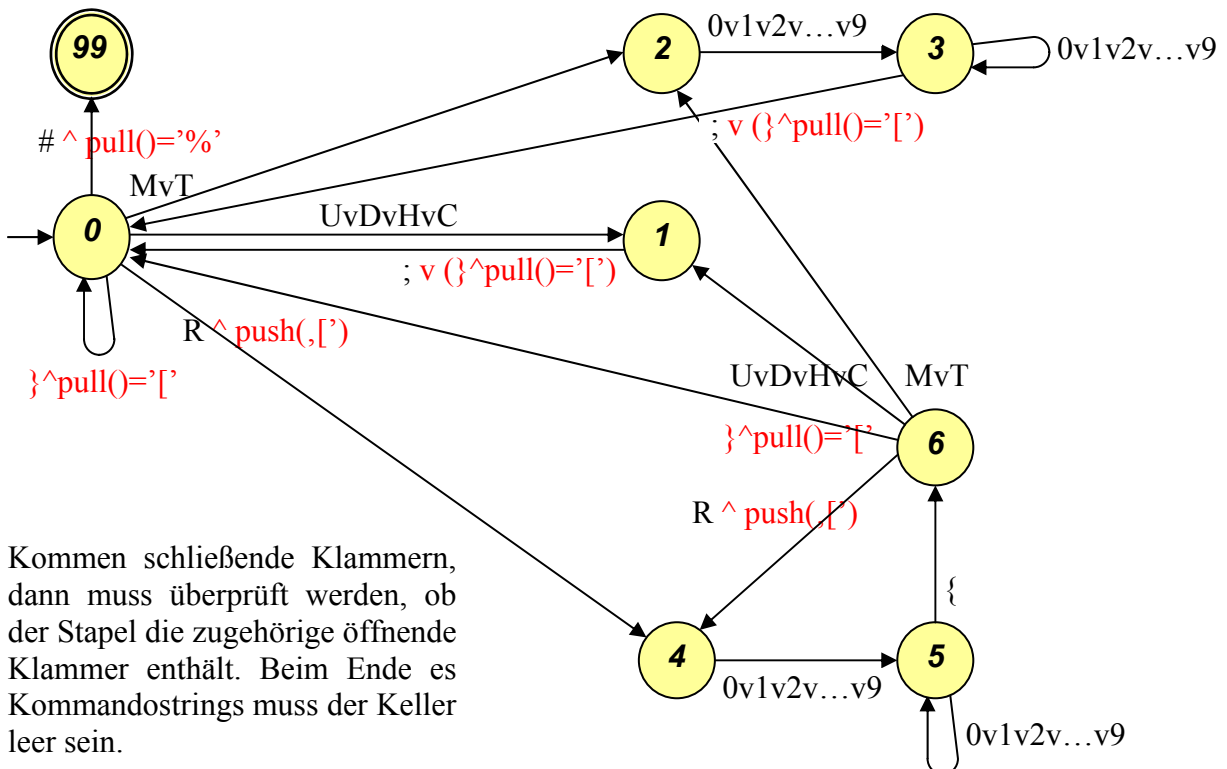 99
2
0v1v2v…v9
3
0v1v2v…v9
# ^ pull()='%'
; v (}^pull()='[’)
MvT
0
UvDvHvC
1
; v (}^pull()='[’)
R ^ push(‚[’)
}^pull()='['
UvDvHvC
MvT
}^pull()='['
6
R ^ push(‚[’)
Kommen schließende Klammern,
dann muss überprüft werden, ob
der Stapel die zugehörige öffnende
Klammer enthält. Beim Ende es
Kommandostrings muss der Keller
leer sein.
{
4
0v1v2v…v9
5
0v1v2v…v9